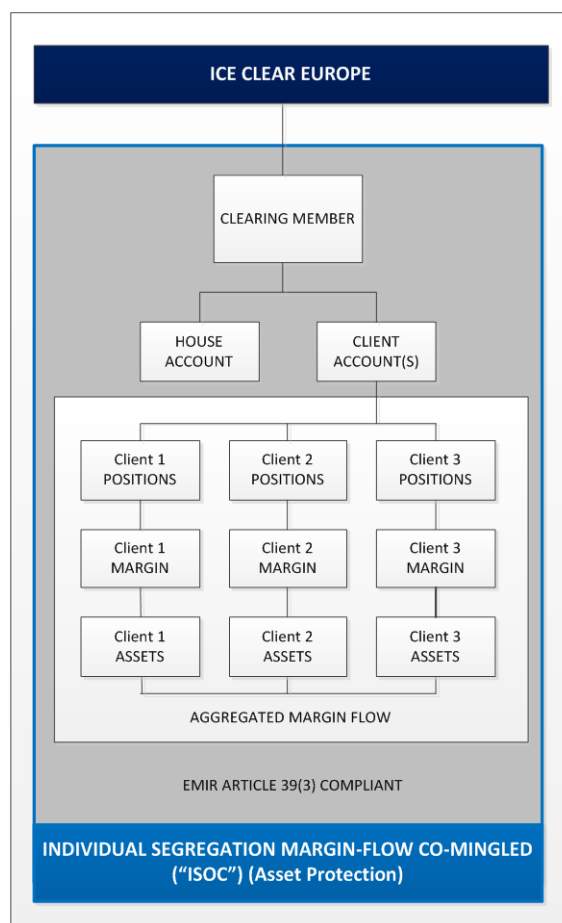 ICE CLEAR EUROPE
CLEARING MEMBER
HOUSE
ACCOUNT
CLIENT
ACCOUNT(S)
Client 1
POSITIONS
Client 2
POSITIONS
Client 3
POSITIONS
Client 1
MARGIN
Client 2
MARGIN
Client 3
MARGIN
Client 1
ASSETS
Client 2
ASSETS
Client 3
ASSETS
AGGREGATED MARGIN FLOW
EMIR ARTICLE 39(3) COMPLIANT
INDIVIDUAL SEGREGATION MARGIN-FLOW CO-MINGLED
(“ISOC”) (Asset Protection)